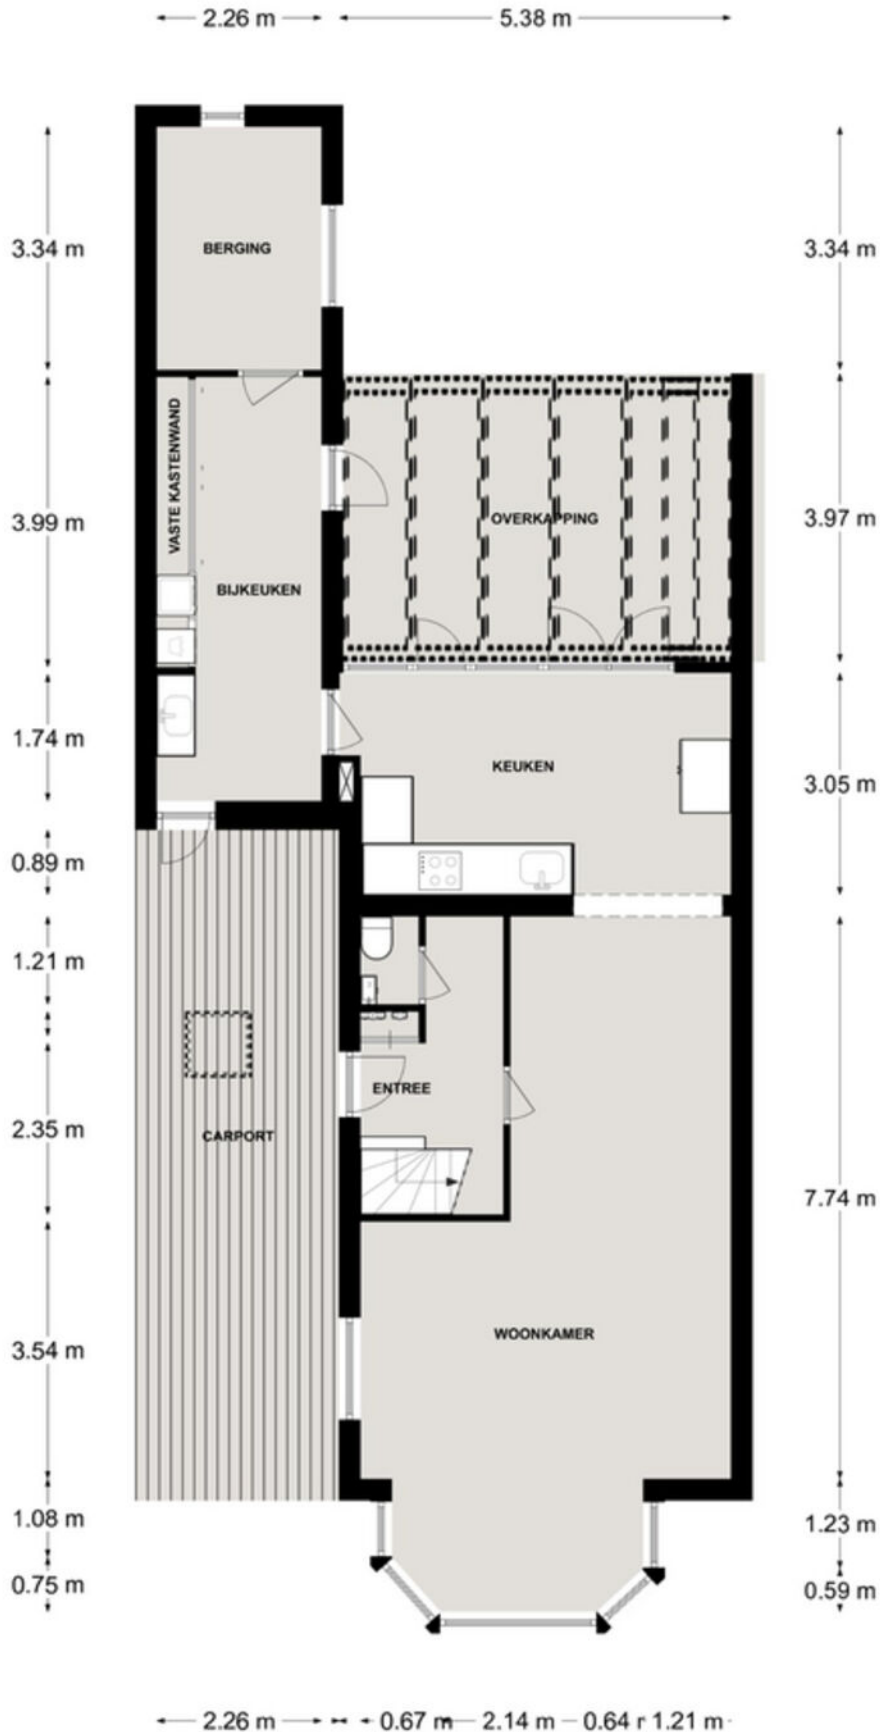 2.26 m 5.38 m
3.34 m
BERGING
3.34 m
VASTE KASTENWAND
3.99 m
OVERKAPPING
3.97 m
BIJKEUKEN
1.74 m
KEUKEN
3.05 m
0.89 m
1.21 m
ENTREE
2.35 m
CARPORT
7.74 m
WOONKAMER
3.54 m
1.08 m
1.23 m
0.75 m
0.59 m
2.26 m 0.67 m 2.14 m 0.64 r 1.21 m